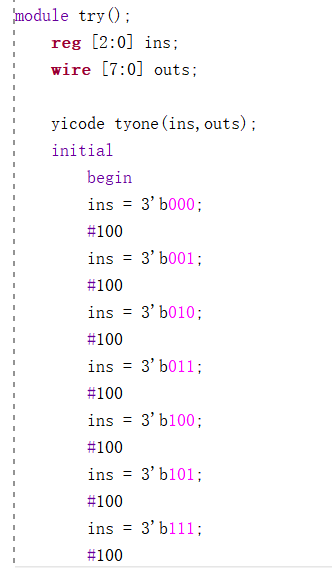 module try();
reg [2:0] ins;
wire [7:0] outs;
yicode tyone(ins,outs);
initial
begin
ins = 3'b000;
#100
ins = 3'b001;
#100
ins = 3'b010;
#100
ins = 3'b011;
#100
ins = 3'b100;
#100
ins = 3'b101;
#100
ins = 3'b111;
#100